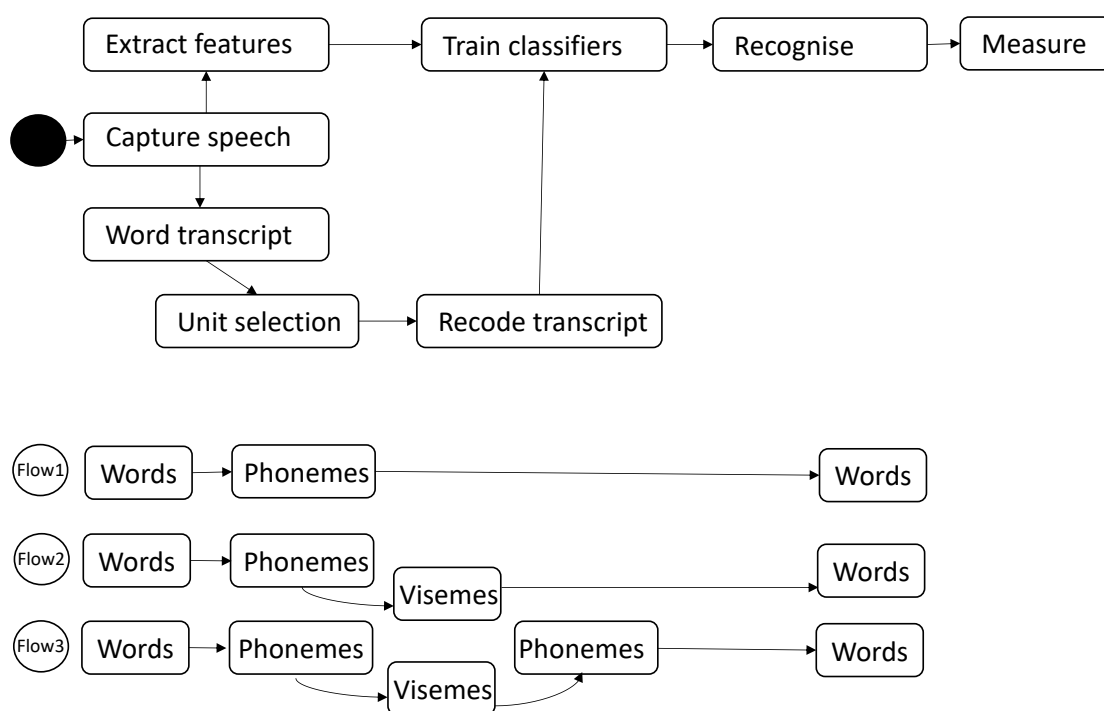 Extract features
Train classifiers
Recognise
Measure
Capture speech
Word transcript
Unit selection
Recode transcript
Flow1
Words
Phonemes
Words
Flow2
Words
Phonemes
Visemes
Words
Flow3
Words
Phonemes
Visemes
Phonemes
Words